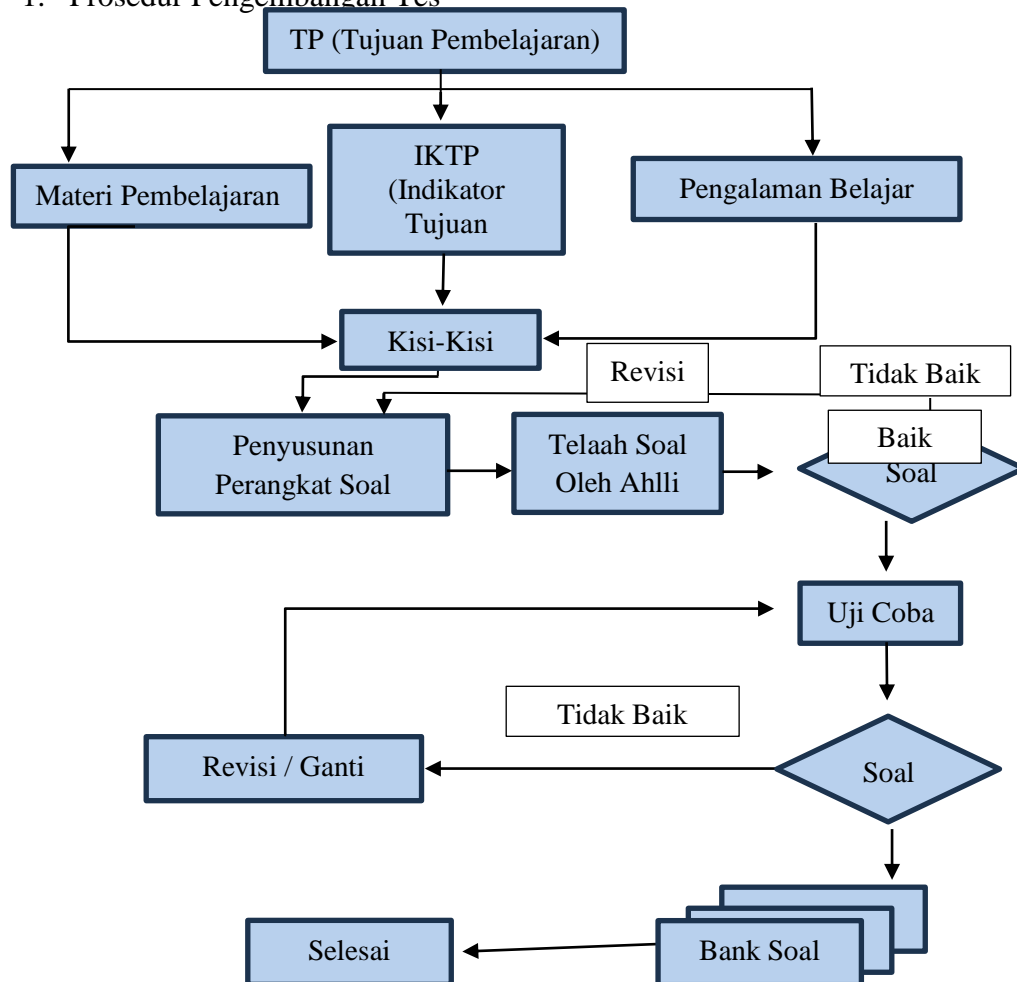 1. Prosedur Pengembangan Tes
TP (Tujuan Pembelajaran)
Materi Pembelajaran
IKTP
(Indikator
Tujuan
Pengalaman Belajar
Kisi-Kisi
Revisi
Tidak Baik
Penyusunan
Perangkat Soal
Telaah Soal
Oleh Ahlli
Baik
Soal
Uji Coba
Tidak Baik
Revisi / Ganti
Soal
Selesai
Bank Soal